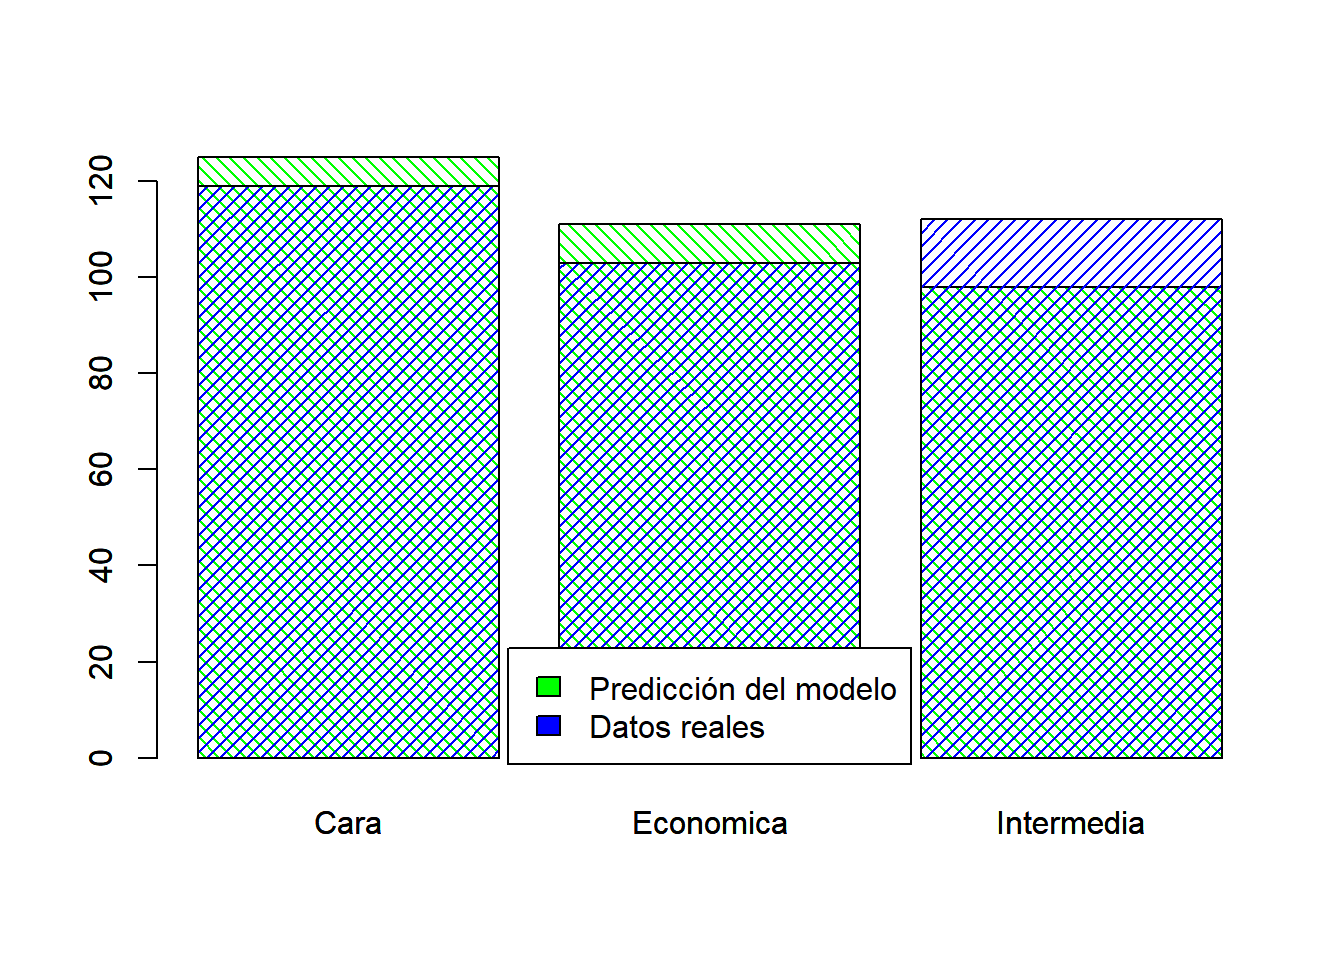 120
100
80
60
40
20
0
Predicción del modelo
Datos reales
Cara
Economica
Intermedia